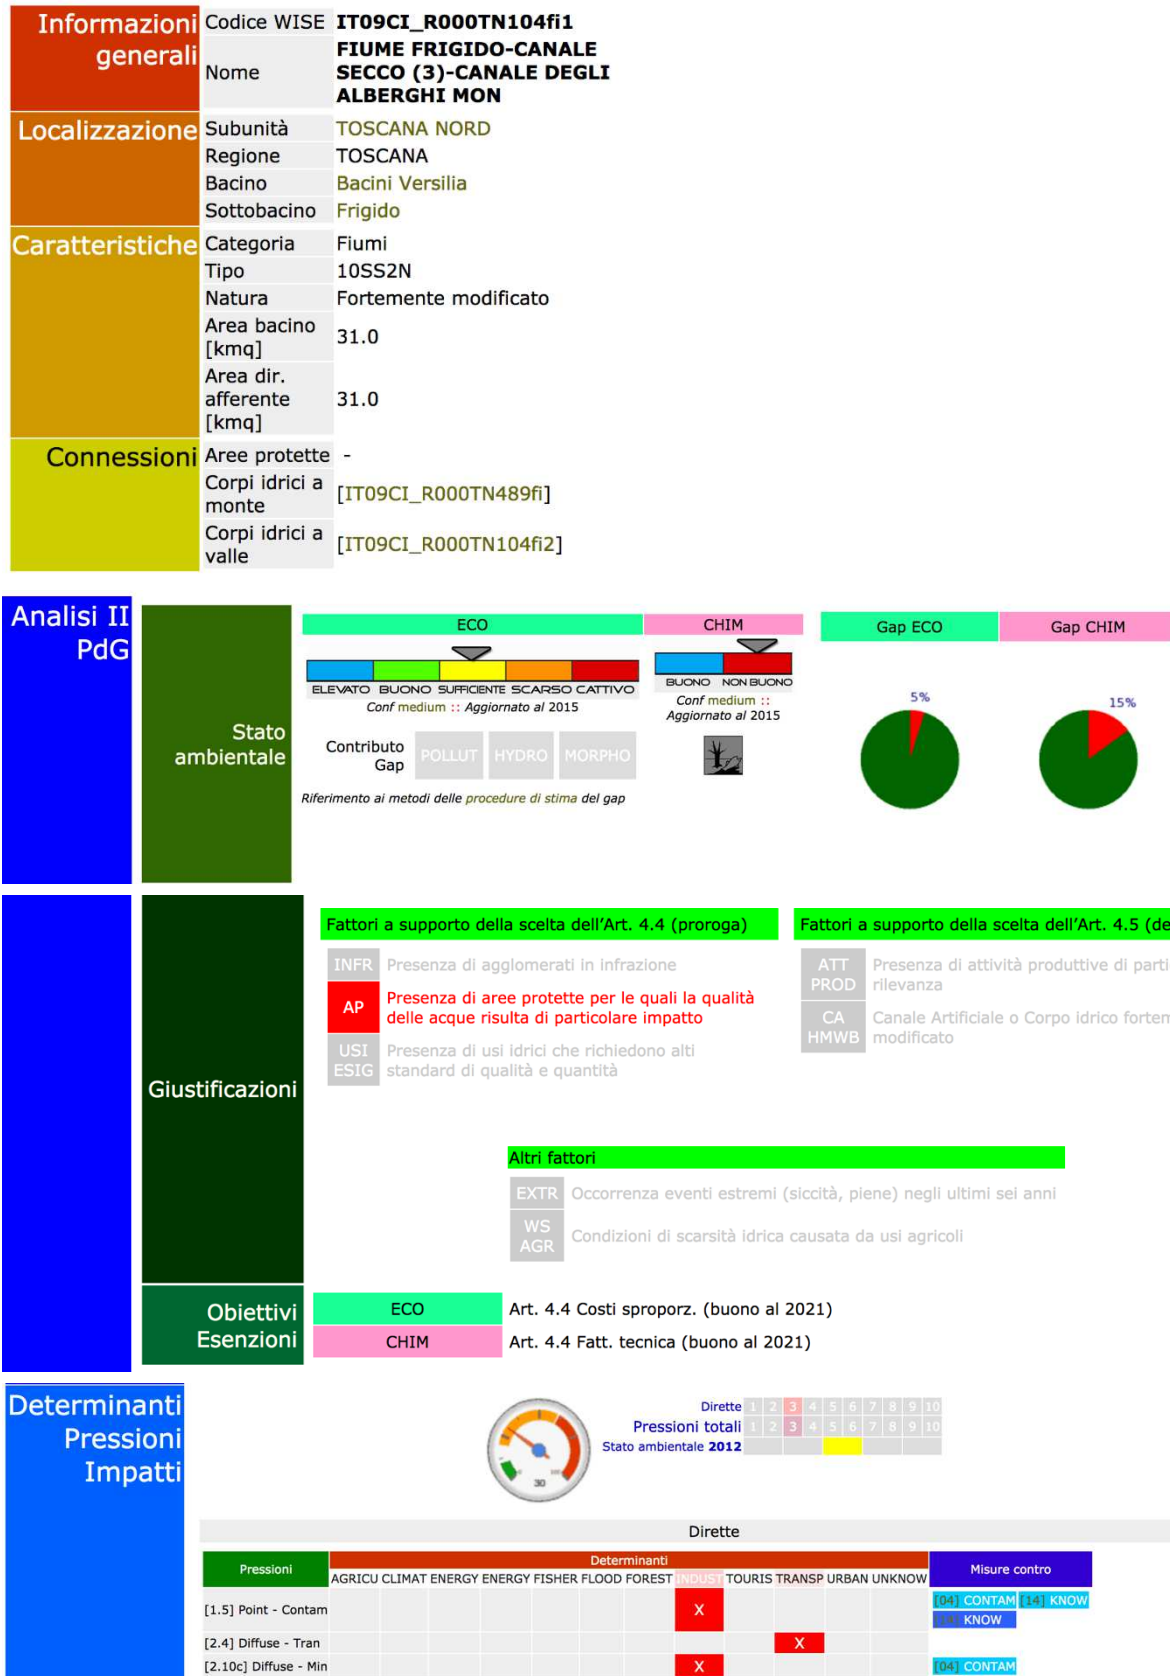 Informazioni generali
Codice WISE IT09CI_R000TN104fi1
Nome
FIUME FRIGIDO-CANALE
SECCO (3)-CANALE DEGLI
ALBERGHI MON
Localizzazione
Subunità TOSCANA NORD
Regione TOSCANA
Bacino Bacini Versilia
Sottobacino Frigido
Caratteristiche
Categoria Fiumi
Tipo 10SS2N
Natura Fortemente modificato
Area bacino
[kmq]
31.0
Area dir.
afferente
[kmq]
31.0
Connessioni
Aree protette -
Corpi idrici a
monte
[IT09CI_R000TN489fi]
Corpi idrici a
valle
[IT09CI_R000TN104fi2]
Analisi II
PdG
Stato
ambientale
ECO
ELEVATO BUONO SUFFICIENTE SCARSO CATTIVO
Conf medium :: Aggiornato al 2015
CHIM
BUONO NON BUONO
Conf medium ::
Aggiornato al 2015
Contributo
Gap
POLLUT HYDRO MORPHO
Riferimento ai metodi delle procedure di stima del gap
Gap ECO
5%
Gap CHIM
15%
Giustificazioni
Fattori a supporto della scelta dell'Art. 4.4 (proroga)
INFR Presenza di agglomerati in infrazione
AP
Presenza di aree protette per le quali la qualità
delle acque risulta di particolare impatto
USI
ESIG
Presenza di usi idrici che richiedono alti
standard di qualità e quantità
Fattori a supporto della scelta dell'Art. 4.5 (de
ATT
PROD
Presenza di attività produttive di parti
rilevanza
CA
HMWB
Canale Artificiale o Corpo idrico fortem
modificato
Altri fattori
EXTR Occorrenza eventi estremi (siccità, piene) negli ultimi sei anni
WS
AGR
Condizioni di scarsità idrica causata da usi agricoli
Obiettivi
Esenzioni
ECO Art. 4.4 Costi sproporz. (buono al 2021)
CHIM Art. 4.4 Fatt. tecnica (buono al 2021)
Determinanti
Pressioni
Impatti
30
Dirette 1 2 3 4 5 6 7 8 9 10
Pressioni totali 1 2 3 4 5 6 7 8 9 10
Stato ambientale 2012
Dirette
Pressioni
Determinanti
Misure contro
AGRICU CLIMAT ENERGY ENERGY FISHER FLOOD FOREST INDUST TOURIS TRANSP URBAN UNKNOW
[1.5] Point - Contam X [04] CONTAM [14] KNOW
KNOW
[2.4] Diffuse - Tran X
[2.10c] Diffuse - Min X [04] CONTAM